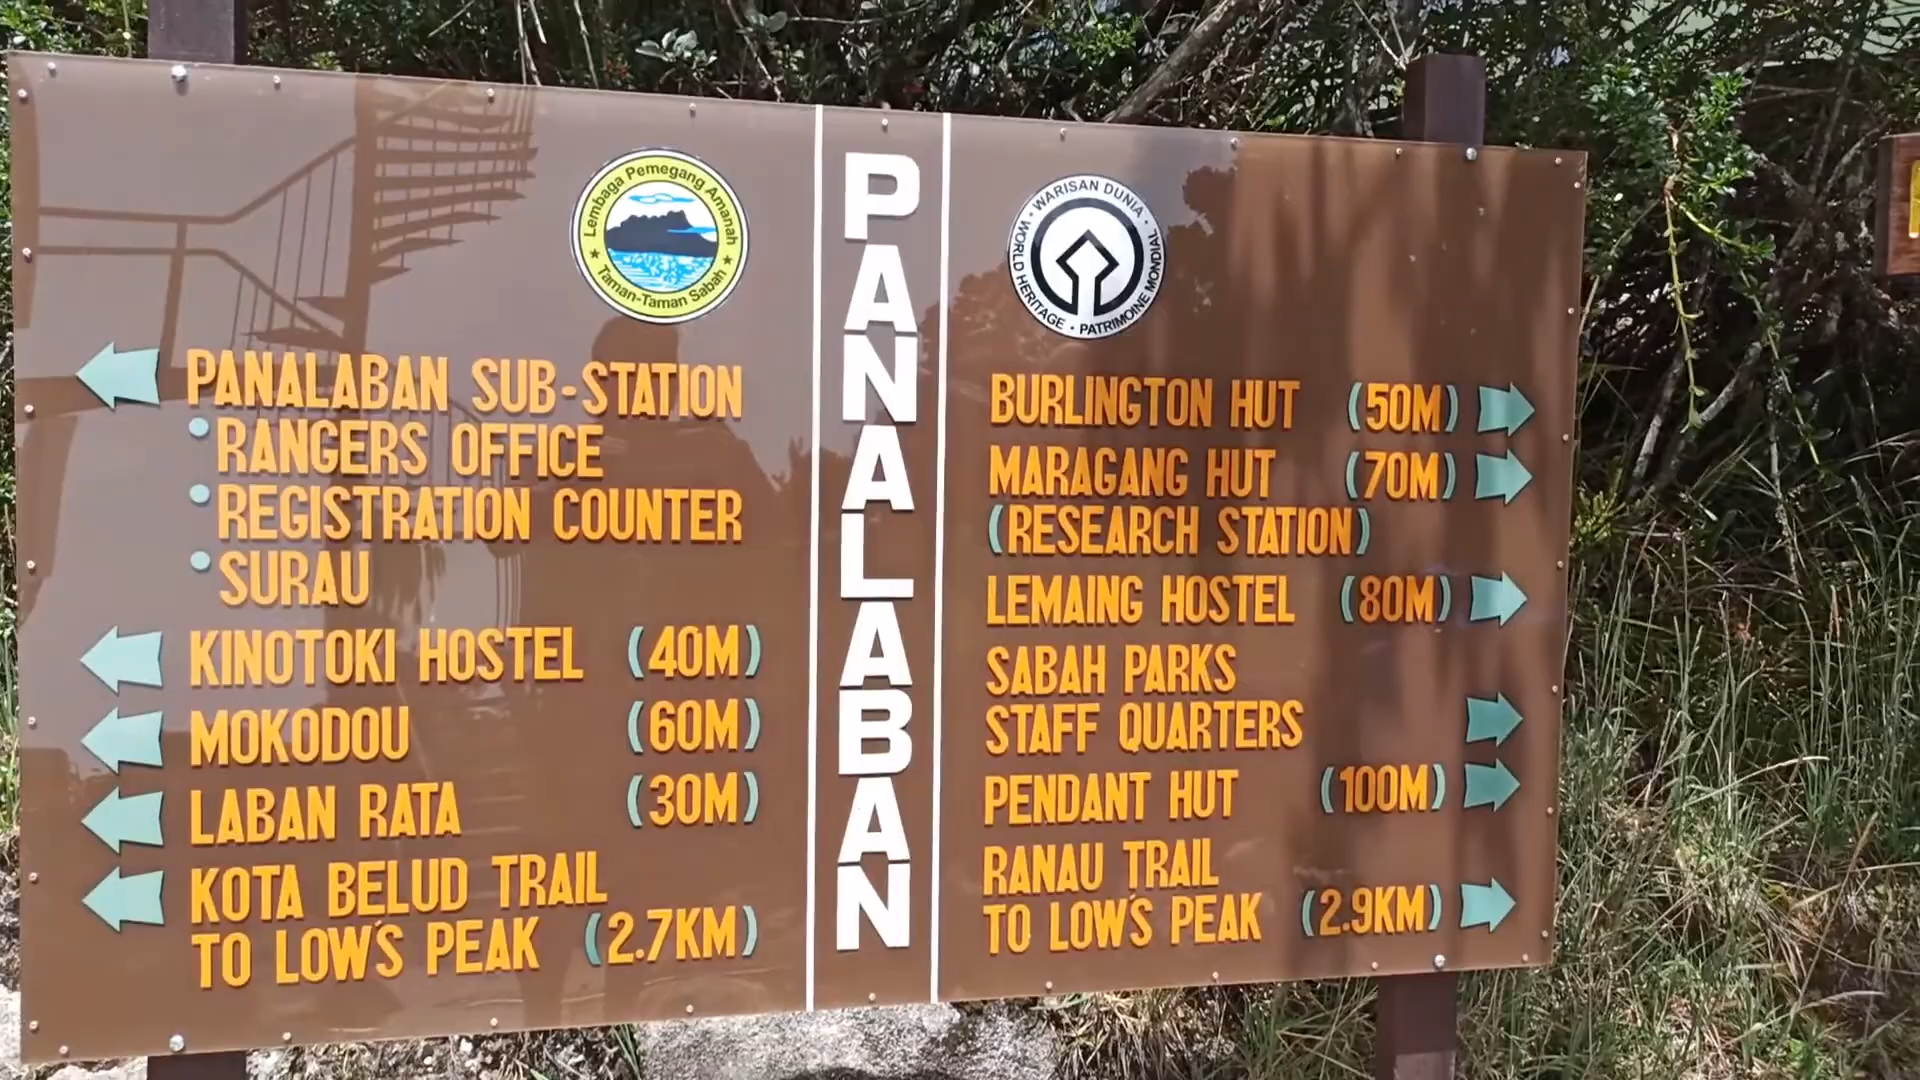 Lembaga Pemegang Amanah
★ Taman-Taman Sabah ★
PANALABAN SUB-STATION
• RANGERS OFFICE
• REGISTRATION COUNTER
• SURAU
KINOTOKI HOSTEL (40M)
MOKODOU (60M)
LABAN RATA (30M)
KOTA BELUD TRAIL
TO LOW'S PEAK (2.7KM)
PANALABAN
• WARISAN DUNIA •
WORLD HERITAGE • PATRIMOINE MONDIAL
BURLINGTON HUT (50M)
MARAGANG HUT (70M)
(RESEARCH STATION)
LEMAING HOSTEL (80M)
SABAH PARKS
STAFF QUARTERS
PENDANT HUT (100M)
RANAU TRAIL
TO LOW'S PEAK (2.9KM)